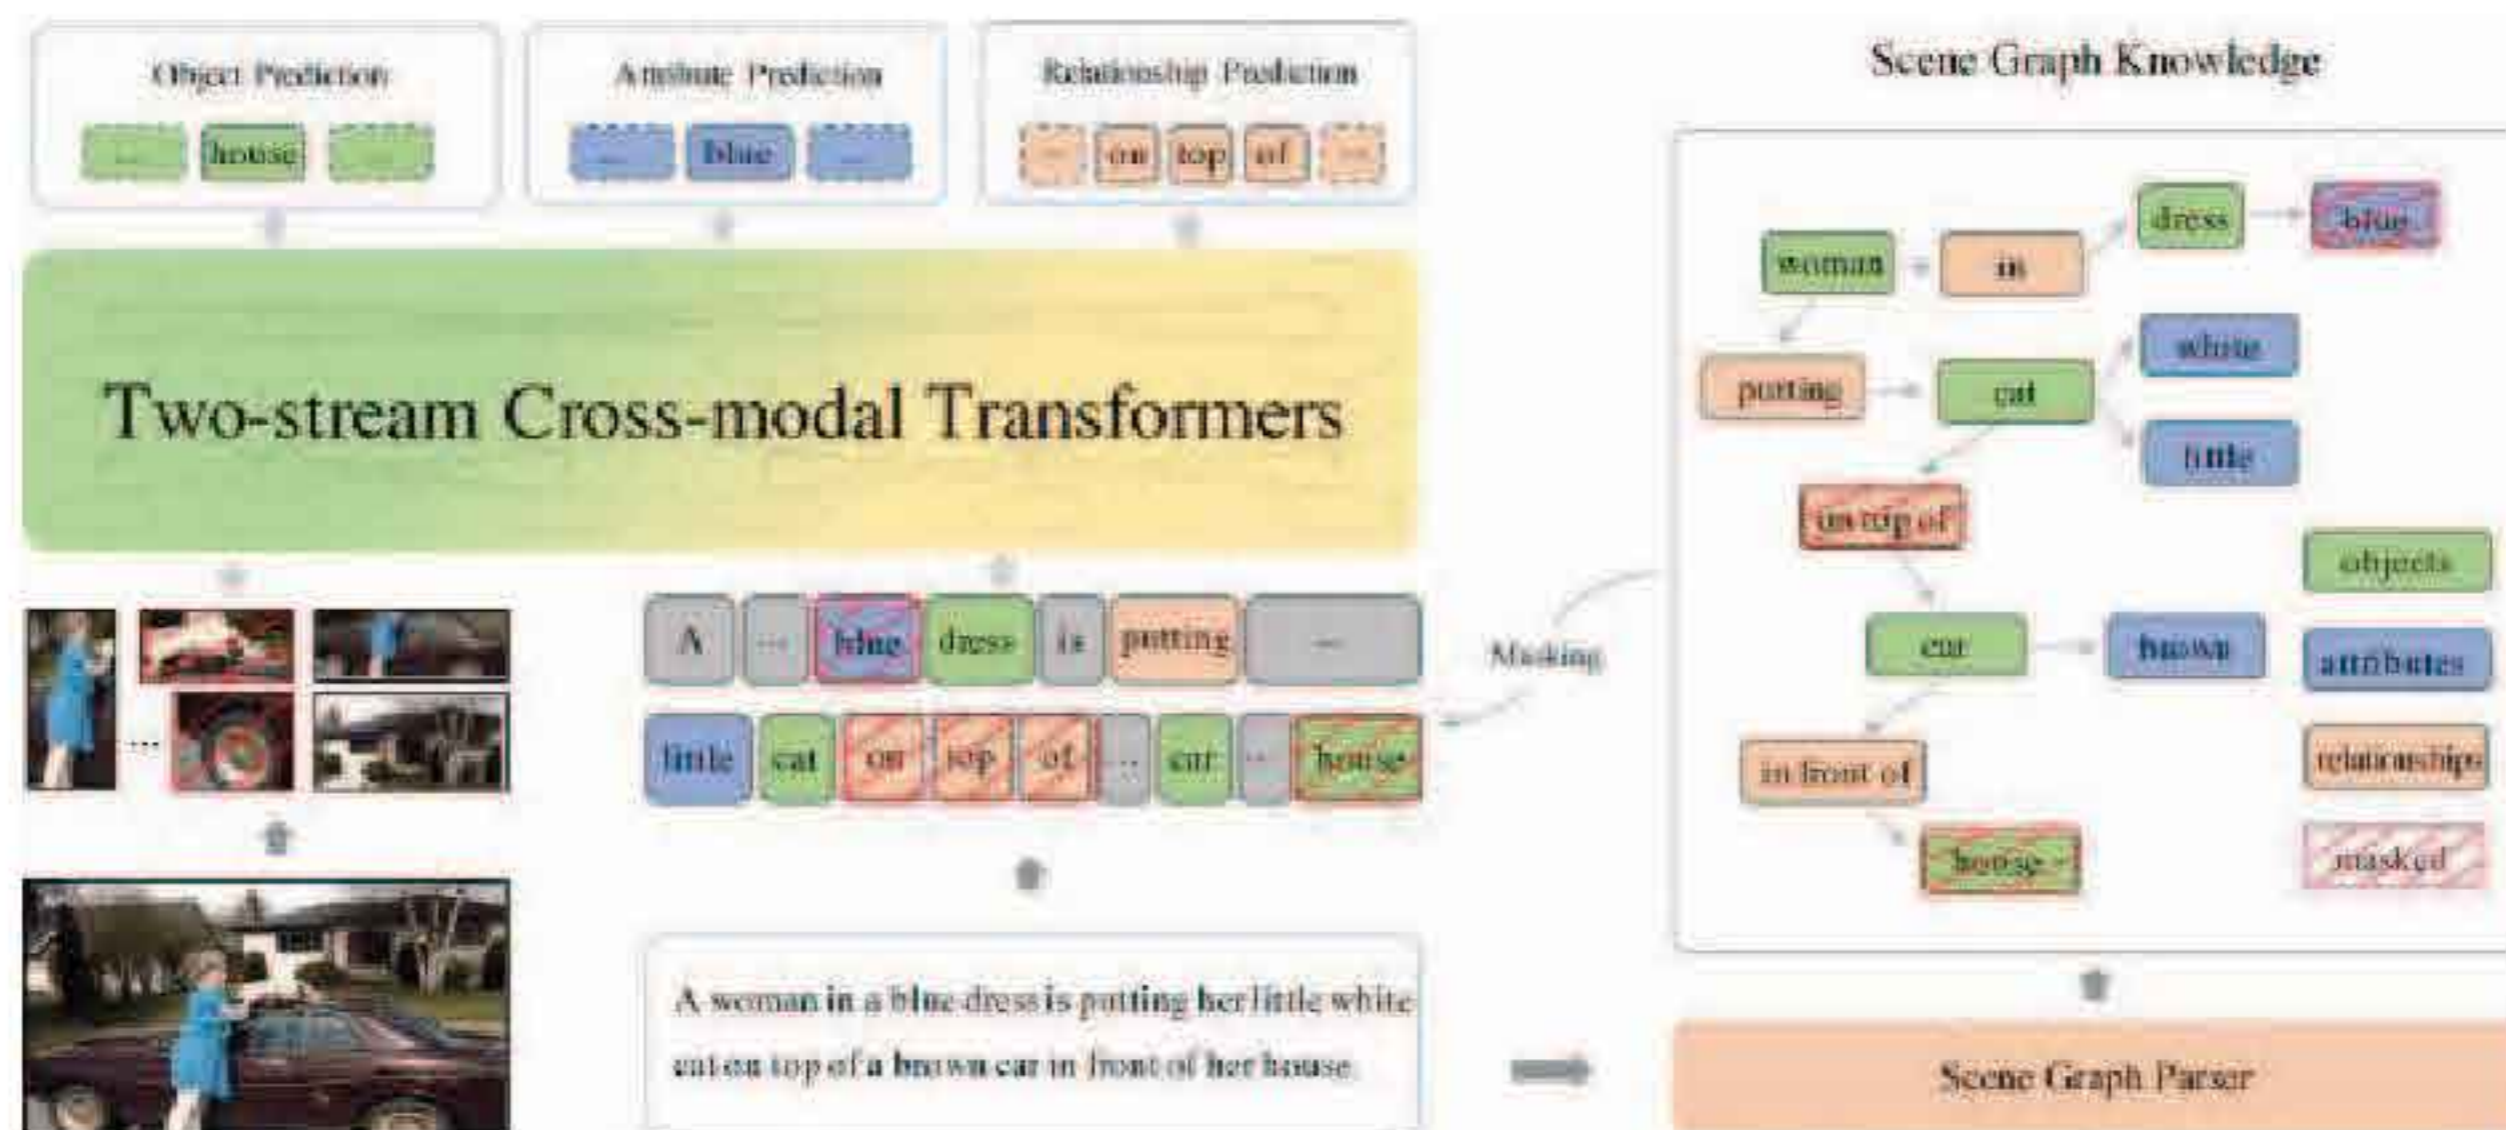 Object Prediction
... house ...
Attribute Prediction
... blue ...
Relationship Prediction
... on top of ...
Two-stream Cross-modal Transformers
A ... blue dress is putting ...
little cat on top of ... car ... house
A woman in a blue dress is putting her little white
cat on top of a brown car in front of her house.
Masking
Scene Graph Knowledge
dress blue
woman in
white
putting cat
little
on top of
objects
car brown
attributes
in front of
relationships
house
masked
Scene Graph Parser